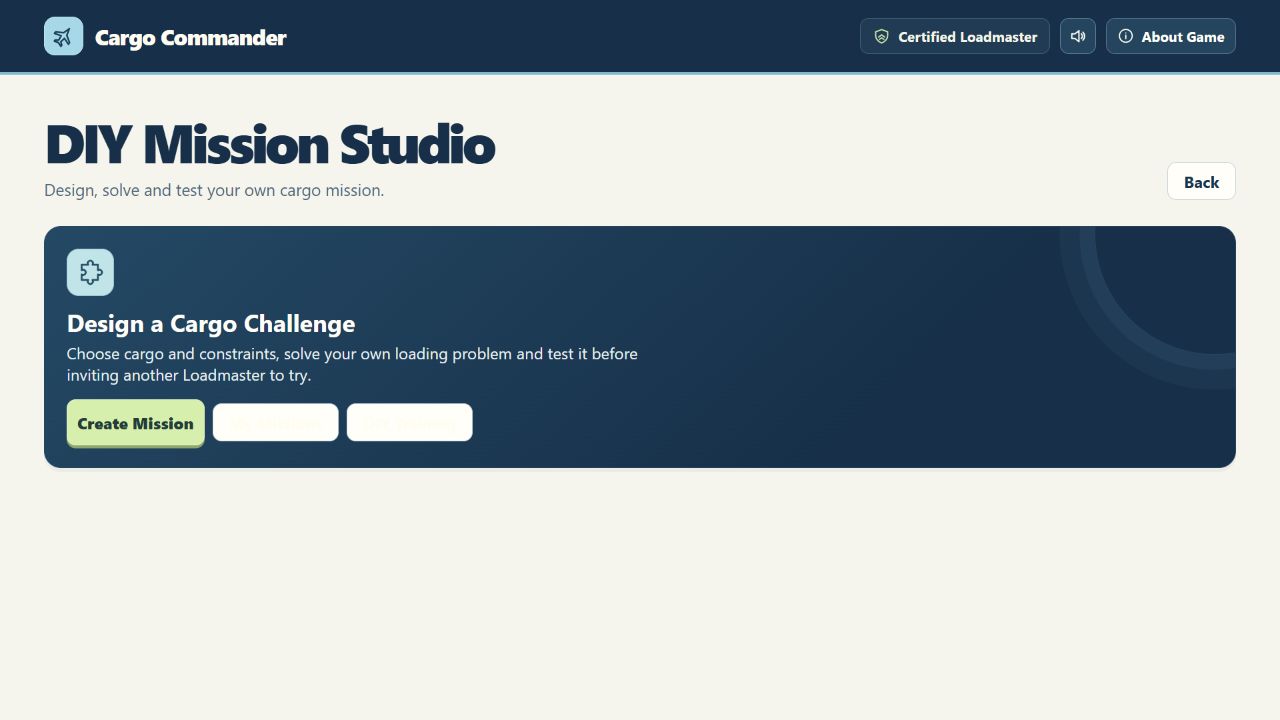 Cargo Commander
Certified Loadmaster
About Game
DIY Mission Studio
Design, solve and test your own cargo mission.
Back
Design a Cargo Challenge
Choose cargo and constraints, solve your own loading problem and test it before
inviting another Loadmaster to try.
Create Mission